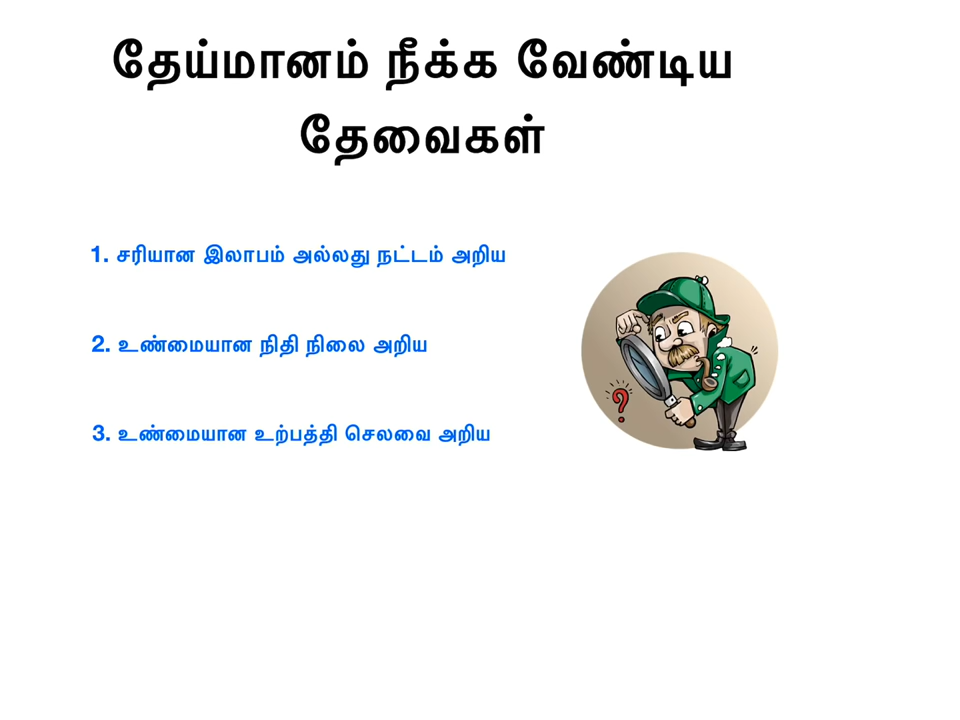 தேய்மானம் நீக்க வேண்டிய
தேவைகள்
1. சரியான இலாபம் அல்லது நட்டம் அறிய
2. உண்மையான நிதி நிலை அறிய
3. உண்மையான உற்பத்தி செலவை அறிய
?